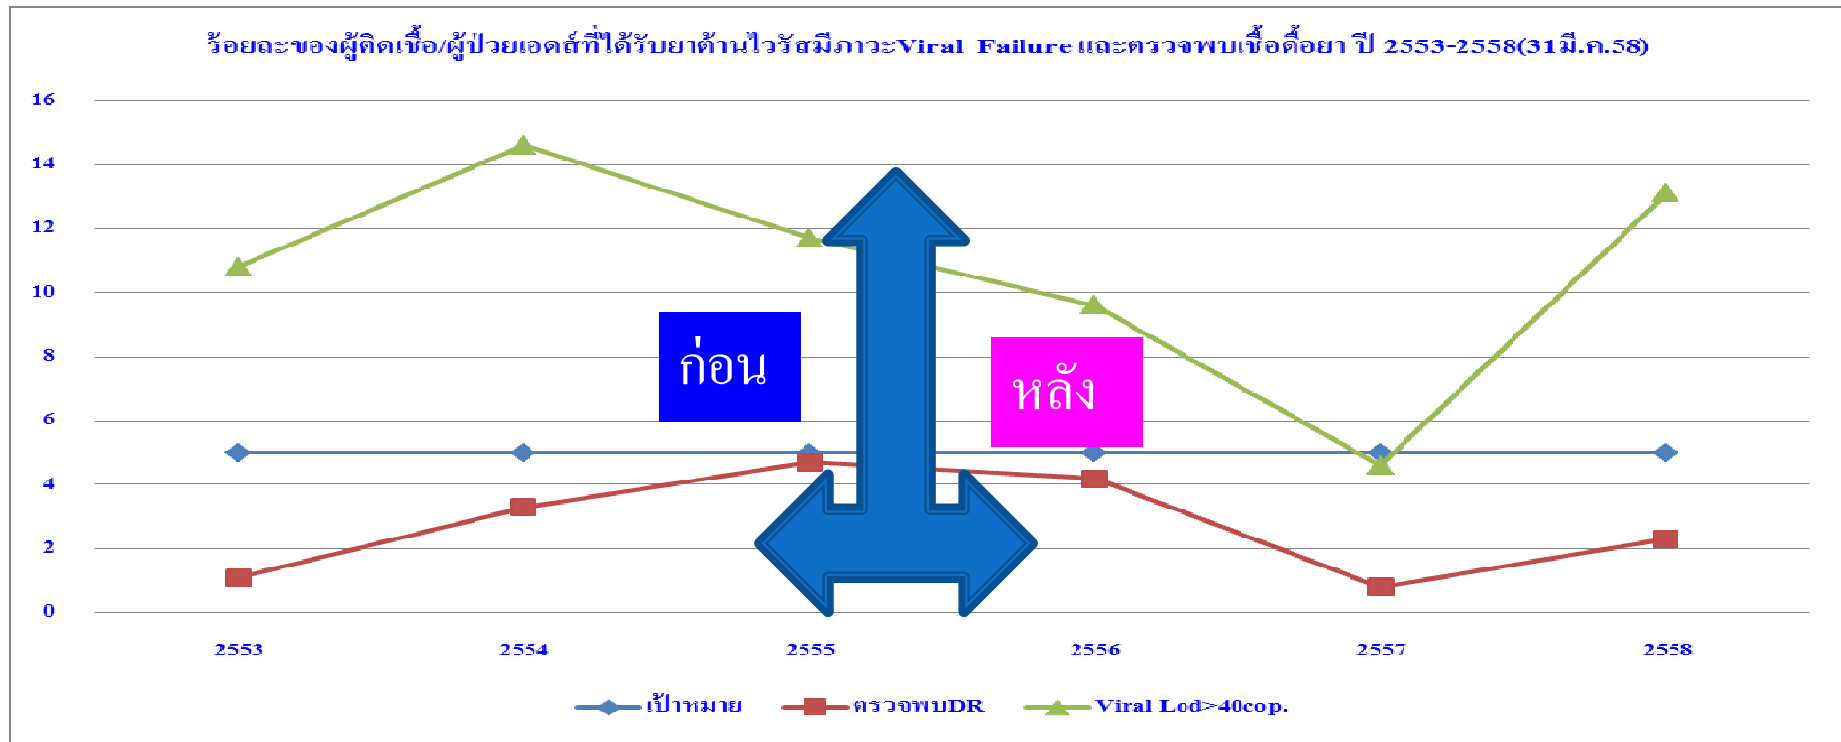 ร้อยละของผู้ติดเชื้อ/ผู้ป่วยเอดส์ที่ได้รับยาต้านไวรัสมีภาวะViral Failure และตรวจพบเชื้อดื้อยา ปี 2553-2558(31มี.ค.58)
16
14
12
10
8
6
4
2
0
ก่อน
หลัง
2553 2554 2555 2556 2557 2558
เป้าหมาย ตรวจพบDR Viral Lod>40cop.